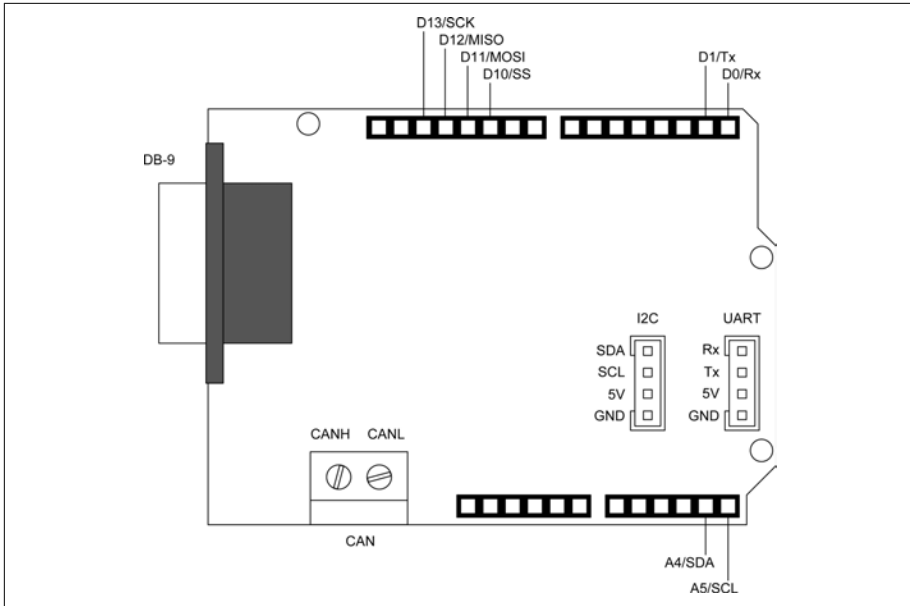 D13/SCK
D12/MISO
D11/MOSI
D10/SS
D1/Tx
D0/Rx
DB-9
I2C
SDA
SCL
5V
GND
UART
Rx
Tx
5V
GND
CANH CANL
CAN
A4/SDA
A5/SCL